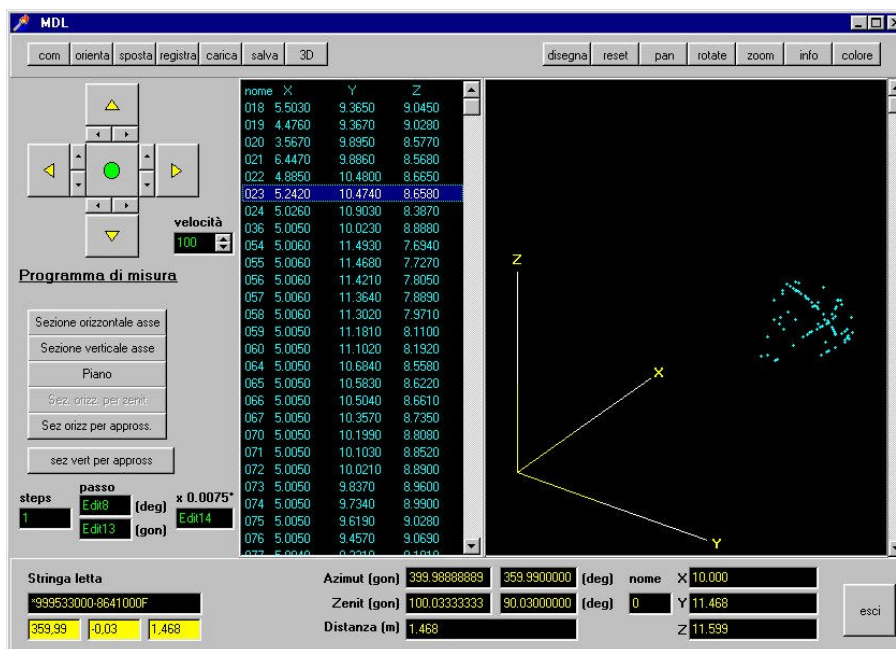 MDL
com orienta sposta registra carica salva 3D disegna reset pan rotate zoom info colore
nome X Y Z
018 5.5030 9.3650 9.0450
019 4.4760 9.3670 9.0280
020 3.5670 9.8950 8.5770
021 6.4470 9.8860 8.5680
022 4.8850 10.4800 8.6650
023 5.2420 10.4740 8.6580
024 5.0260 10.9030 8.3870
036 5.0050 10.0230 8.8880
054 5.0060 11.4930 7.6940
055 5.0060 11.4680 7.7270
056 5.0060 11.4210 7.8050
057 5.0060 11.3640 7.8890
058 5.0060 11.3020 7.9710
059 5.0050 11.1810 8.1100
060 5.0050 11.1020 8.1920
064 5.0050 10.6840 8.5580
065 5.0050 10.5830 8.6220
066 5.0050 10.5040 8.6610
067 5.0050 10.3570 8.7350
070 5.0050 10.1990 8.8080
071 5.0050 10.1030 8.8520
072 5.0050 10.0210 8.8900
073 5.0050 9.8370 8.9600
074 5.0050 9.7340 8.9900
075 5.0050 9.6190 9.0280
076 5.0050 9.4570 9.0690
velocità
100
Programma di misura
Sezione orizzontale asse
Sezione verticale asse
Piano
Sez. orizz. per zenit
Sez orizz per appross.
sez vert per appross
passo
steps
1
Edit8 (deg)
Edit13 (gon)
x 0.0075°
Edit14
Z
X
Y
Stringa letta
*999533000-8641000F
359,99 -0,03 1,468
Azimut (gon) 399.98888889 359.9900000 (deg)
Zenit (gon) 100.03333333 90.03000000 (deg)
Distanza (m) 1.468
nome
0
X 10.000
Y 11.468
Z 11.599
esci